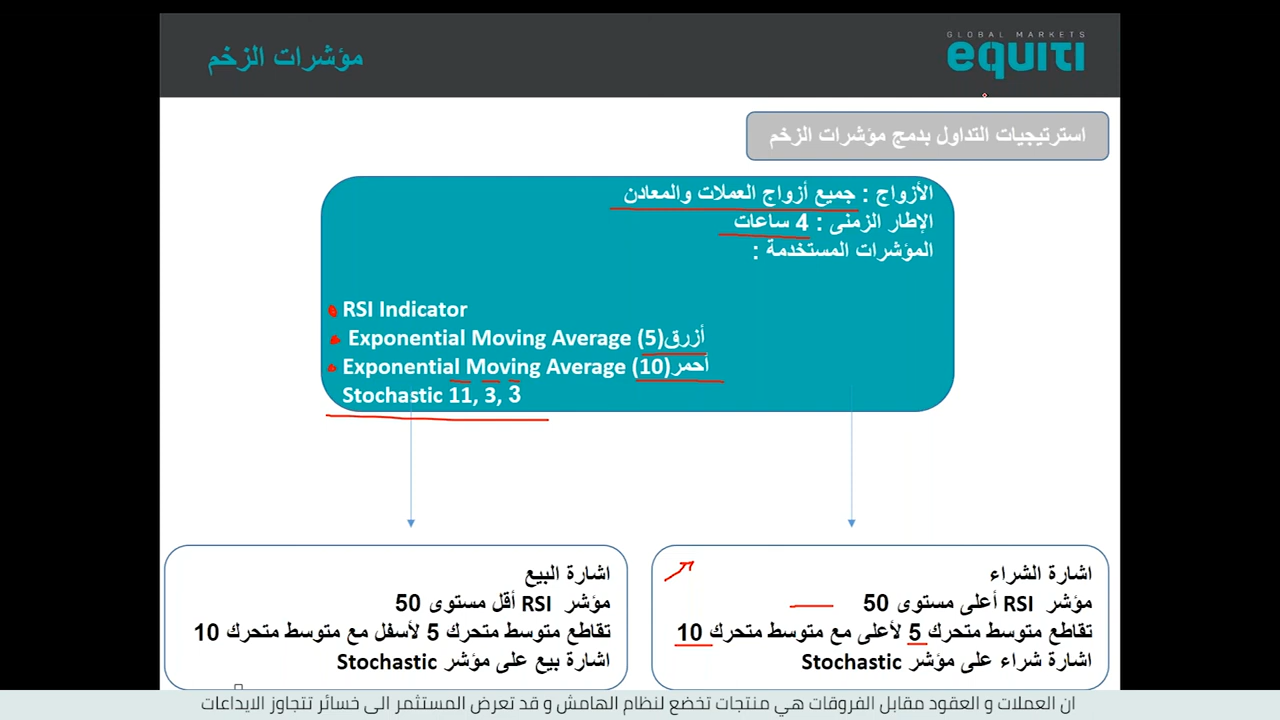 مؤشرات الزخم
GLOBAL MARKETS
equiti
استرتيجيات التداول بدمج مؤشرات الزخم
الأزواج : جميع أزواج العملات والمعادن
الإطار الزمنى : 4 ساعات
المؤشرات المستخدمة :
RSI Indicator
Exponential Moving Average (5)أزرق
Exponential Moving Average (10)أحمر
Stochastic 11, 3, 3
اشارة الشراء
مؤشر RSI أعلى مستوى 50
تقاطع متوسط متحرك 5 لأعلى مع متوسط متحرك 10
اشارة شراء على مؤشر Stochastic
اشارة البيع
مؤشر RSI أقل مستوى 50
تقاطع متوسط متحرك 5 لأسفل مع متوسط متحرك 10
اشارة بيع على مؤشر Stochastic
ان العملات و العقود مقابل الفروقات هي منتجات تخضع لنظام الهامش و قد تعرض المستثمر الى خسائر تتجاوز الايداعات